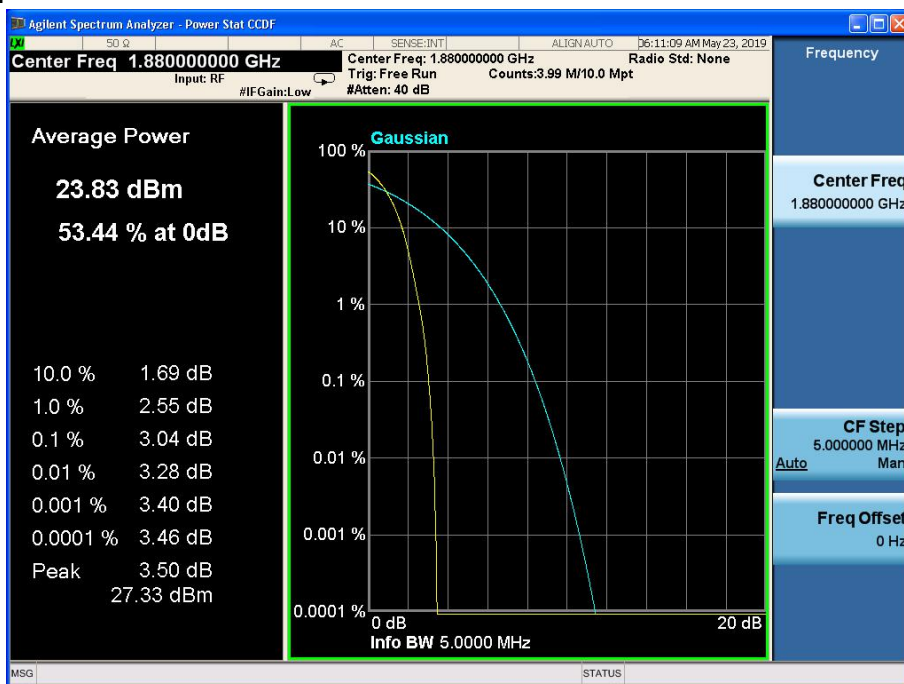 Agilent Spectrum Analyzer - Power Stat CCDF
LXI 50 Ω AC SENSE:INT ALIGN AUTO 06:11:09 AM May 23, 2019
Center Freq 1.880000000 GHz
Input: RF
#IFGain:Low
Center Freq: 1.880000000 GHz Radio Std: None
Trig: Free Run Counts:3.99 M/10.0 Mpt
#Atten: 40 dB
Average Power
23.83 dBm
53.44 % at 0dB
10.0 % 1.69 dB
1.0 % 2.55 dB
0.1 % 3.04 dB
0.01 % 3.28 dB
0.001 % 3.40 dB
0.0001 % 3.46 dB
Peak 3.50 dB
27.33 dBm
Gaussian
100 %
10 %
1 %
0.1 %
0.01 %
0.001 %
0.0001 %
0 dB 20 dB
Info BW 5.0000 MHz
Frequency
Center Freq
1.880000000 GHz
CF Step
5.000000 MHz
Auto Man
Freq Offset
0 Hz
MSG STATUS